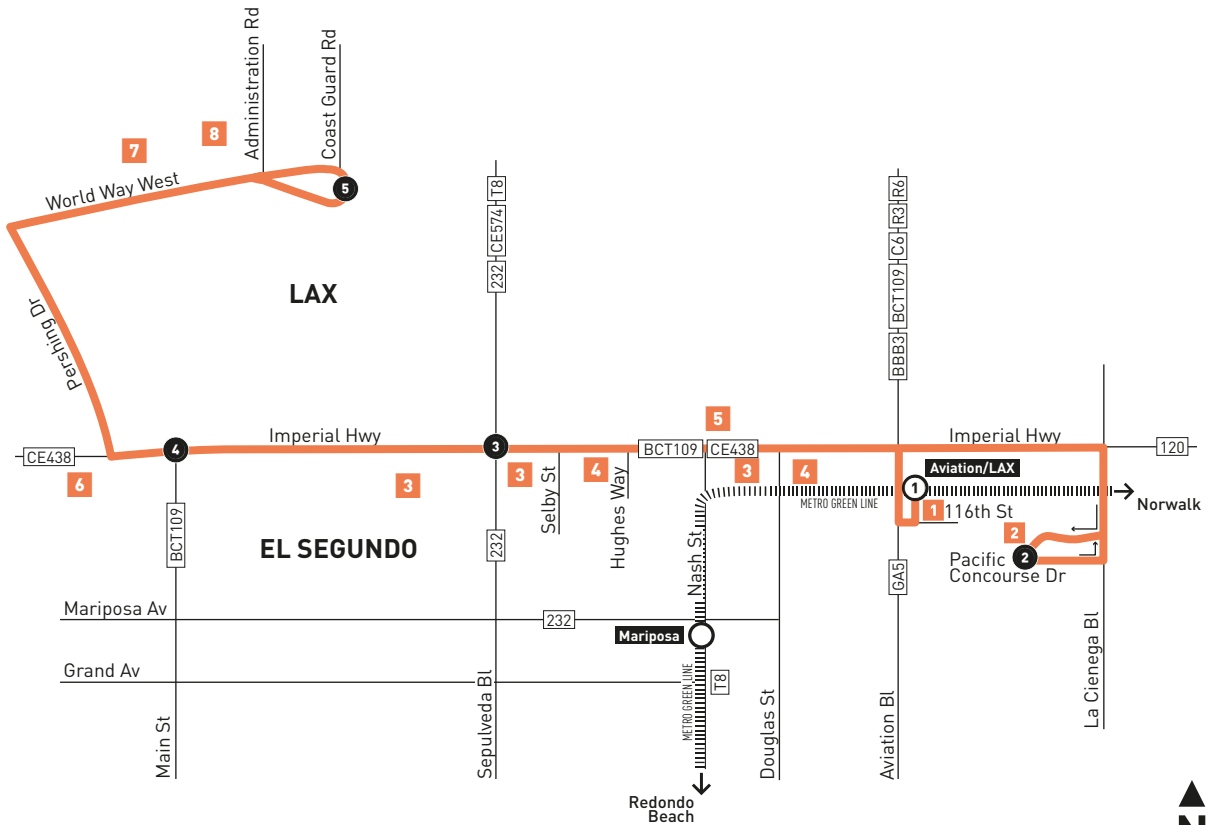 Administration Rd
Coast Guard Rd
8
7
World Way West
5
T8
CE574
232
R6
R3
C6
BCT109
BBB3
LAX
Pershing Dr
5
4
Imperial Hwy
3
BCT109
CE438
Imperial Hwy
120
CE438
6
3
3
Selby St
4
Hughes Way
3
4
Aviation/LAX
1
METRO GREEN LINE
Norwalk
1
116th St
2
2
Pacific
Concourse Dr
BCT109
EL SEGUNDO
232
Nash St
GA5
Mariposa Av
232
Mariposa
Grand Av
T8
METRO GREEN LINE
Main St
Sepulveda Bl
Douglas St
Aviation Bl
La Cienega Bl
Redondo
Beach
N